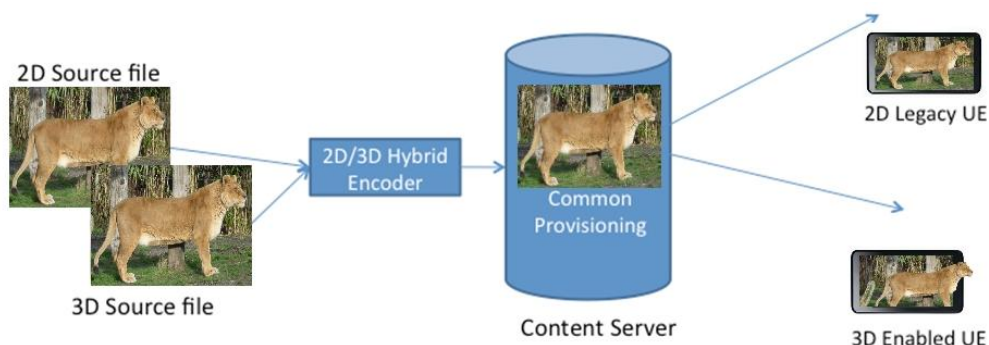 2D Source file
3D Source file
2D/3D Hybrid
Encoder
Common
Provisioning
Content Server
2D Legacy UE
3D Enabled UE